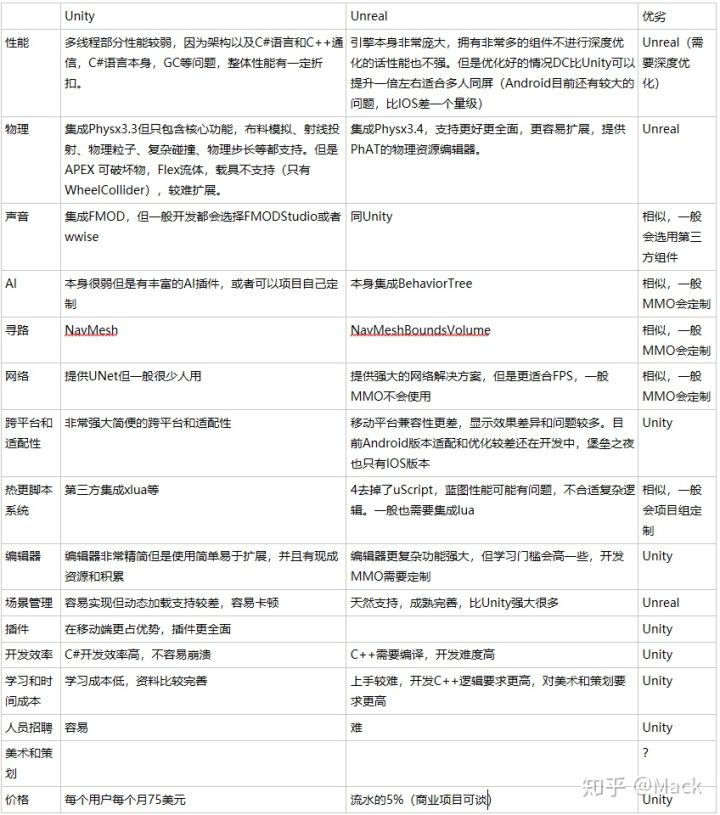 Unity Unreal 优劣
性能 多线程部分性能较弱，因为架构以及C#语言和C++通 引擎本身非常庞大，拥有非常多的组件不进行深度优 Unreal（需
信，C#语言本身，GC等问题，整体性能有一定折 化的话性能也不强。但是优化好的情况DC比Unity可以 要深度优
扣。 提升一倍左右适合多人同屏（Android目前还有较大的 化）
问题，比IOS差一个量级）
物理 集成Physx3.3但只包含核心功能，布料模拟、射线投 集成Physx3.4，支持更好更全面，更容易扩展，提供 Unreal
射、物理粒子、复杂碰撞、物理步长等都支持。但是 PhAT的物理资源编辑器。
APEX 可破坏物，Flex流体，载具不支持（只有
WheelCollider），较难扩展。
声音 集成FMOD，但一般开发都会选择FMODStudio或者 同Unity 相似，一般
wwise 会选用第三
方组件
AI 本身很弱但是有丰富的AI插件，或者可以项目自己定 本身集成BehaviorTree 相似，一般
制 MMO会定制
寻路 NavMesh NavMeshBoundsVolume 相似，一般
MMO会定制
网络 提供UNet但一般很少人用 提供强大的网络解决方案，但是更适合FPS，一般 相似，一般
MMO不会使用 MMO会定制
跨平台和 非常强大简便的跨平台和适配性 移动平台兼容性更差，显示效果差异和问题较多。目 Unity
适配性 前Android版本适配和优化较差还在开发中，堡垒之夜
也只有IOS版本
热更脚本 第三方集成xlua等 4去掉了uScript，蓝图性能可能有问题，不合适复杂逻 相似，一般
系统 辑。一般也需要集成lua 会项目组定
制
编辑器 编辑器非常精简但是使用简单易于扩展，并且有现成 编辑器更复杂功能强大，但学习门槛会高一些，开发 Unity
资源和积累 MMO需要定制
场景管理 容易实现但动态加载支持较差，容易卡顿 天然支持，成熟完善，比Unity强大很多 Unreal
插件 在移动端更占优势，插件更全面 Unity
开发效率 C#开发效率高，不容易崩溃 C++需要编译，开发难度高 Unity
学习和时 学习成本低，资料比较完善 上手较难，开发C++逻辑要求更高，对美术和策划要 Unity
间成本 求更高
人员招聘 容易 难 Unity
美术和策 ?
划
价格 每个用户每个月75美元 流水的5%（商业项目可谈） Unity
知乎 @Mack